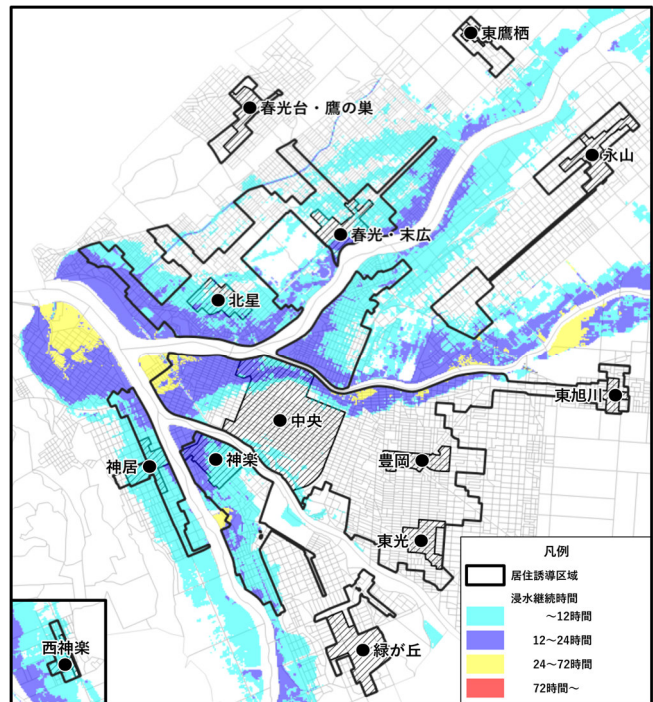 東鷹栖
春光台・鷹の巣
永山
春光・末広
北星
東旭川
中央
神居
神楽
豊岡
東光
緑が丘
西神楽
凡例
居住誘導区域
浸水継続時間
～12時間
12～24時間
24～72時間
72時間～